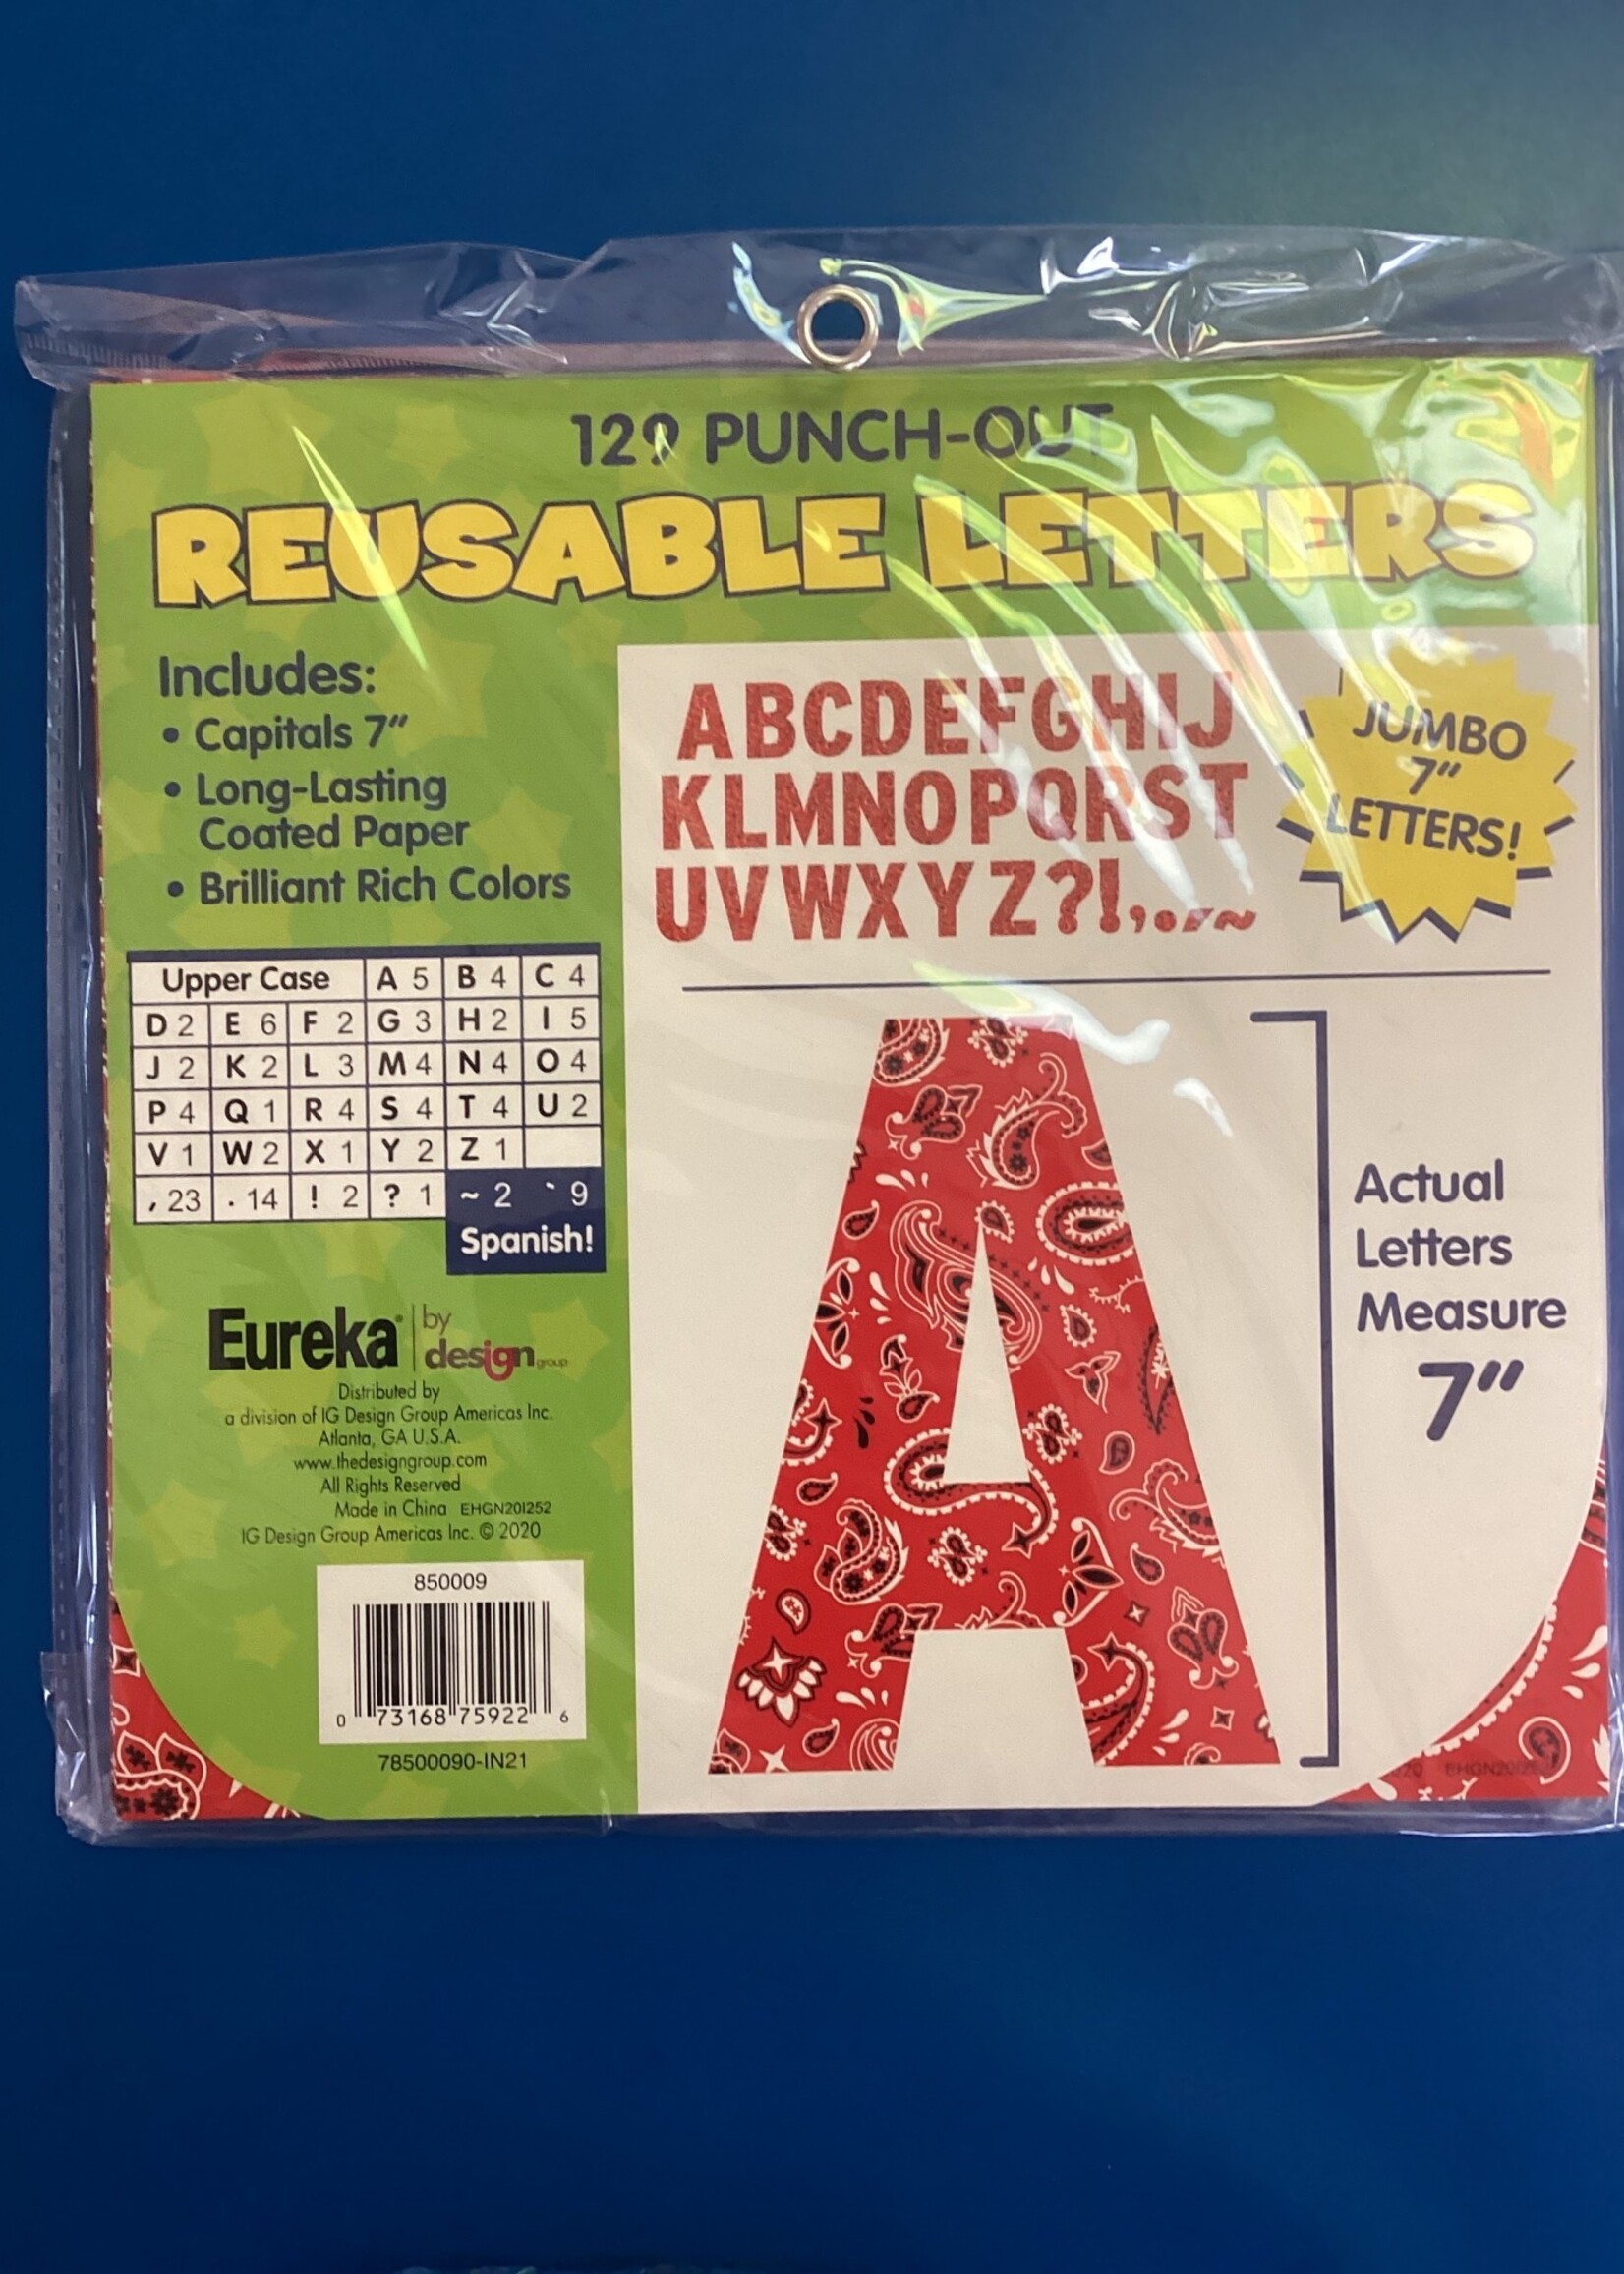 129 PUNCH-OUT
REUSABLE LETTERS
Includes:
• Capitals 7"
• Long-Lasting
Coated Paper
• Brilliant Rich Colors
Upper Case A 5 B 4 C 4
D 2 E 6 F 2 G 3 H 2 I 5
J 2 K 2 L 3 M 4 N 4 O 4
P 4 Q 1 R 4 S 4 T 4 U 2
V 1 W 2 X 1 Y 2 Z 1
, 23 . 14 ! 2 ? 1 ~ 2 ` 9
Spanish!
Eureka® by
design group
Distributed by
a division of IG Design Group Americas Inc.
Atlanta, GA U.S.A.
www.thedesigngroup.com
All Rights Reserved
Made in China EHGN201252
IG Design Group Americas Inc. © 2020
850009
0 73168 75922 6
78500090-IN21
ABCDEFGHIJ
KLMNOPQRST
UVWXYZ?!,.´~
JUMBO
7"
LETTERS!
A
Actual
Letters
Measure
7"